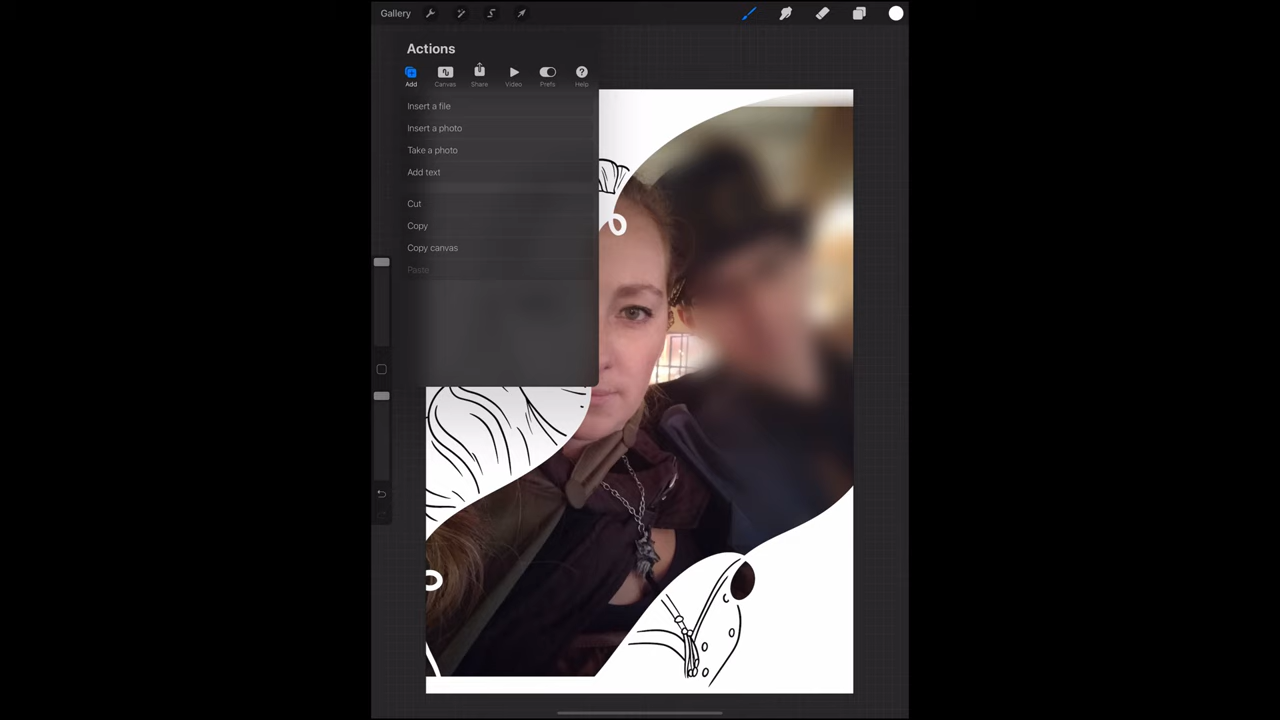 Gallery
Actions
Add Canvas Share Video Prefs Help
Insert a file
Insert a photo
Take a photo
Add text
Cut
Copy
Copy canvas
Paste